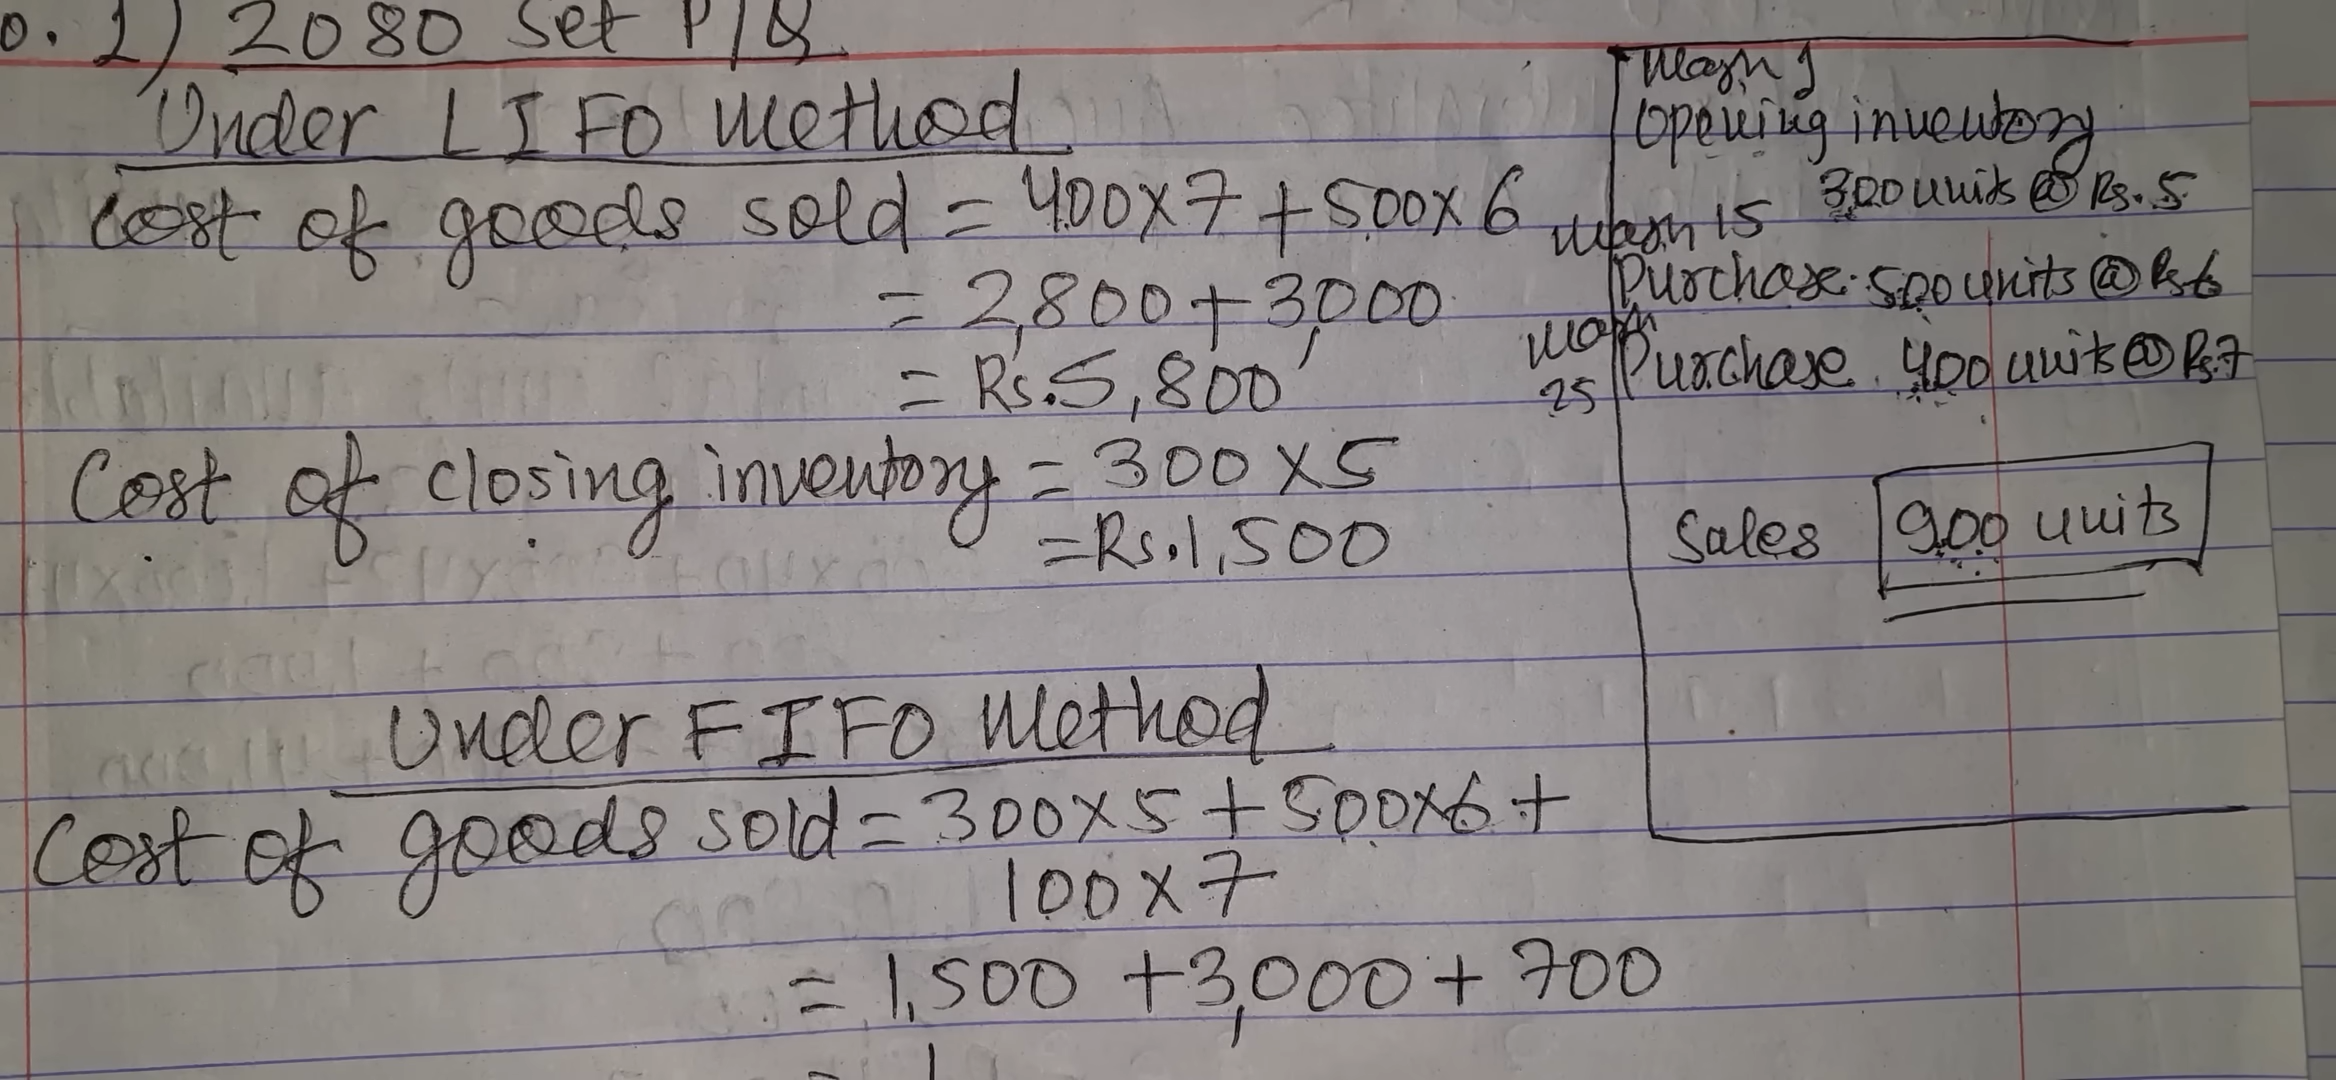 0. 1) 2080 Set P/Q
Under LIFO Method
Cost of goods sold = 400×7 + 500×6
= 2,800 + 3,000
= Rs.5,800
Cost of closing inventory = 300×5
= Rs.1,500
Under FIFO Method
Cost of goods sold = 300×5 + 500×6 +
100×7
= 1,500 + 3,000 + 700
=
1
Opening inventory
300 units @ Rs. 5
15
Purchase 500 units @ Rs 6
25
Purchase 400 units @ Rs.7
Sales 900 units